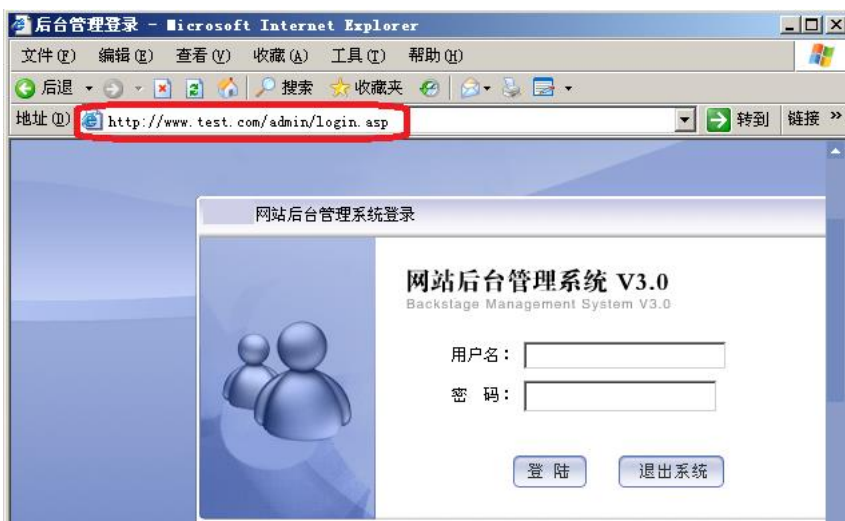 后台管理登录 - Microsoft Internet Explorer
文件(F) 编辑(E) 查看(V) 收藏(A) 工具(T) 帮助(H)
后退 搜索 收藏夹
地址(D) http://www.test.com/admin/login.asp 转到 链接 »
网站后台管理系统登录
网站后台管理系统 V3.0
Backstage Management System V3.0
用户名：
密 码：
登 陆 退出系统